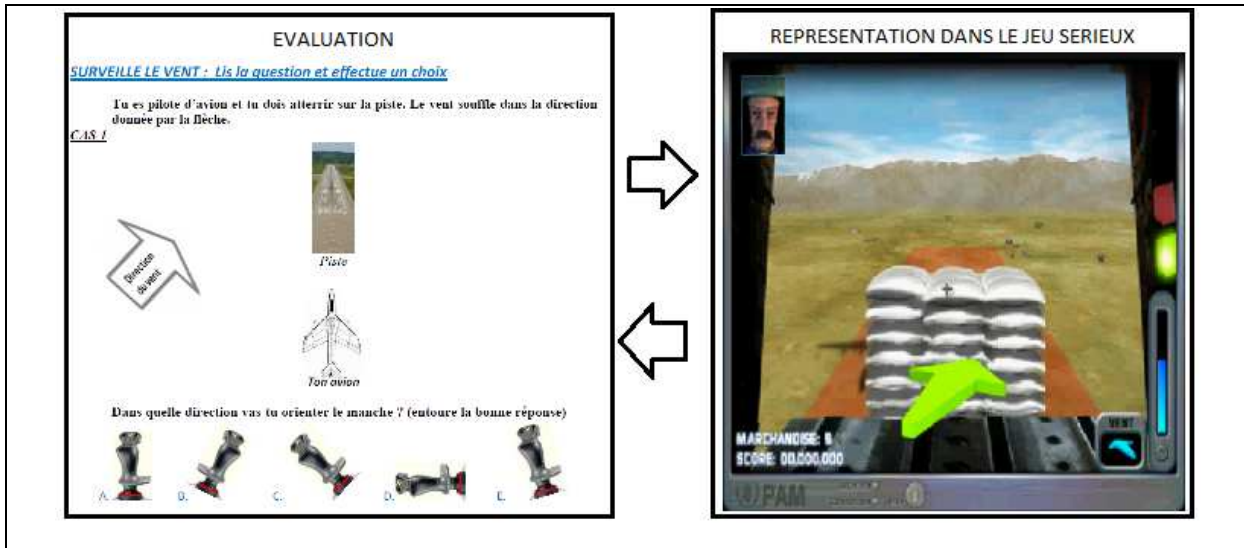 EVALUATION
SURVEILLE LE VENT : Lis la question et effectue un choix
Tu es pilote d'avion et tu dois atterrir sur la piste. Le vent souffle dans la direction
donnée par la flèche.
CAS 1
Direction
du vent
Piste
Ton avion
Dans quelle direction vas tu orienter le manche ? (entoure la bonne réponse)
A. B. C. D. E.
REPRESENTATION DANS LE JEU SERIEUX
MARCHANDISE: 6
SCORE: 00.000.000
VENT
PAM